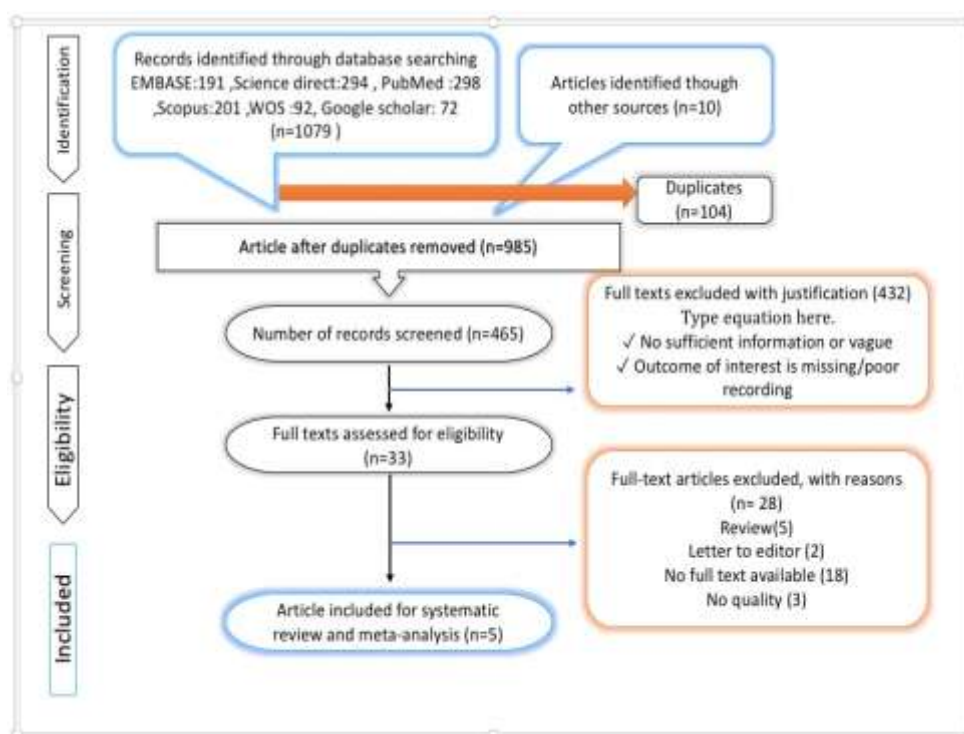 Identification
Records identified through database searching
EMBASE:191 ,Science direct:294 , PubMed :298
,Scopus:201 ,WOS :92, Google scholar: 72
(n=1079 )
Articles identified though
other sources (n=10)
Duplicates
(n=104)
Screening
Article after duplicates removed (n=985)
Number of records screened (n=465)
Full texts excluded with justification (432)
Type equation here.
✓ No sufficient information or vague
✓ Outcome of interest is missing/poor
recording
Eligibility
Full texts assessed for eligibility
(n=33)
Full-text articles excluded, with reasons
(n= 28)
Review(5)
Letter to editor (2)
No full text available (18)
No quality (3)
Included
Article included for systematic
review and meta-analysis (n=5)